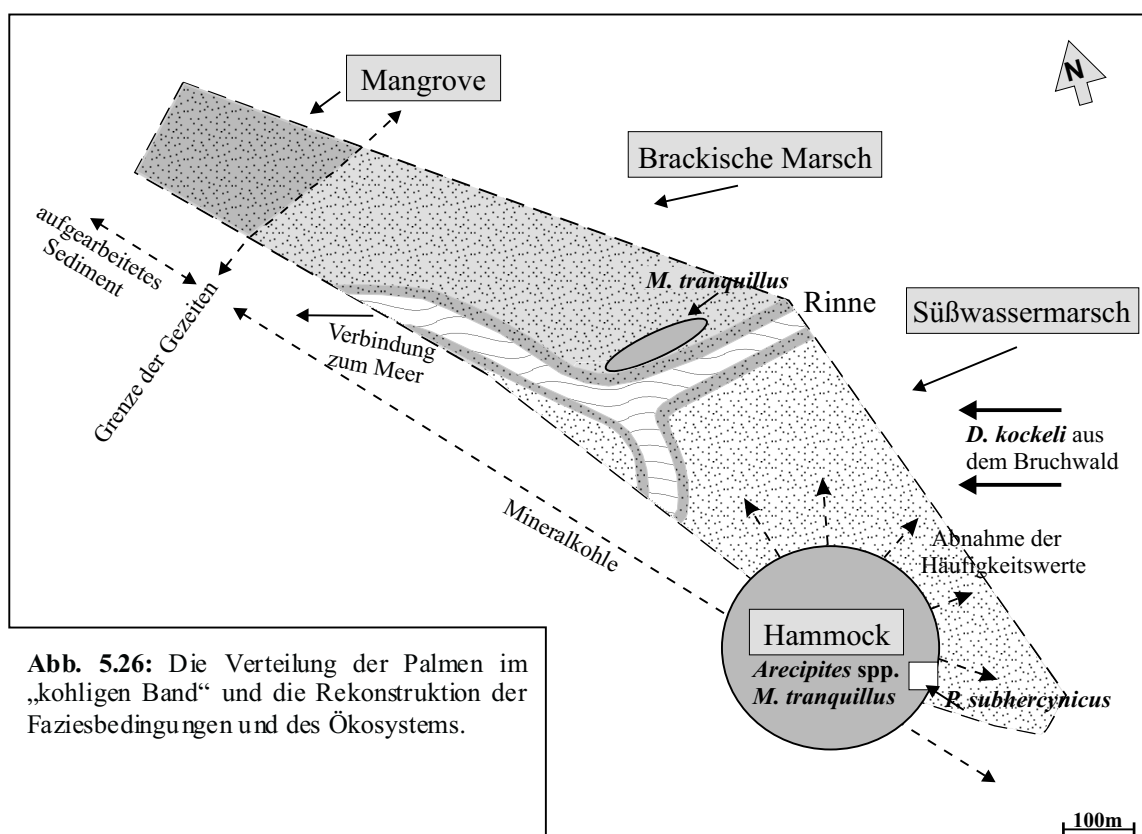 N
Mangrove
Brackische Marsch
aufgearbeitetes
Sediment
M. tranquillus
Rinne
Süßwassermarsch
Grenze der Gezeiten
Verbindung
zum Meer
D. kockeli aus
dem Bruchwald
Mineralkohle
Abnahme der
Häufigkeitswerte
Hammock
Arecipites spp.
M. tranquillus
P. subhercynicus
Abb. 5.26: Die Verteilung der Palmen im
„kohligen Band“ und die Rekonstruktion der
Faziesbedingungen und des Ökosystems.
100m